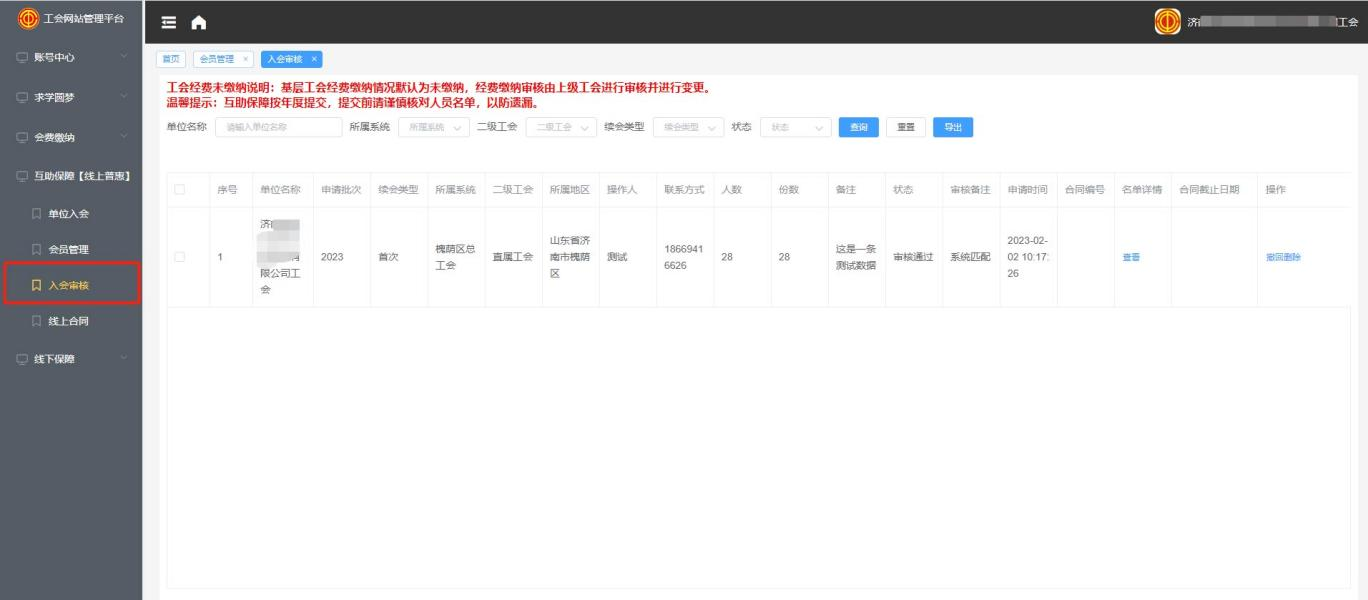 工会网站管理平台
济 工会
账号中心
求学圆梦
会费缴纳
互助保障【线上普惠】
单位入会
会员管理
入会审核
线上合同
线下保障
首页 会员管理 × 入会审核 ×
工会经费未缴纳说明：基层工会经费缴纳情况默认为未缴纳，经费缴纳审核由上级工会进行审核并进行变更。
温馨提示：互助保障按年度提交，提交前请谨慎核对人员名单，以防遗漏。
单位名称 请输入单位名称 所属系统 所属系统 二级工会 二级工会 续会类型 续会类型 状态 状态 查询 重置 导出
序号 单位名称 申请批次 续会类型 所属系统 二级工会 所属地区 操作人 联系方式 人数 份数 备注 状态 审核备注 申请时间 合同编号 名单详情 合同截止日期 操作
1
济
限公司工
会
2023
首次
槐荫区总
工会
直属工会
山东省济
南市槐荫
区
测试
1866941
6626
28
28
这是一条
测试数据
审核通过
系统匹配
2023-02-
02 10:17:
26
查看
撤回删除